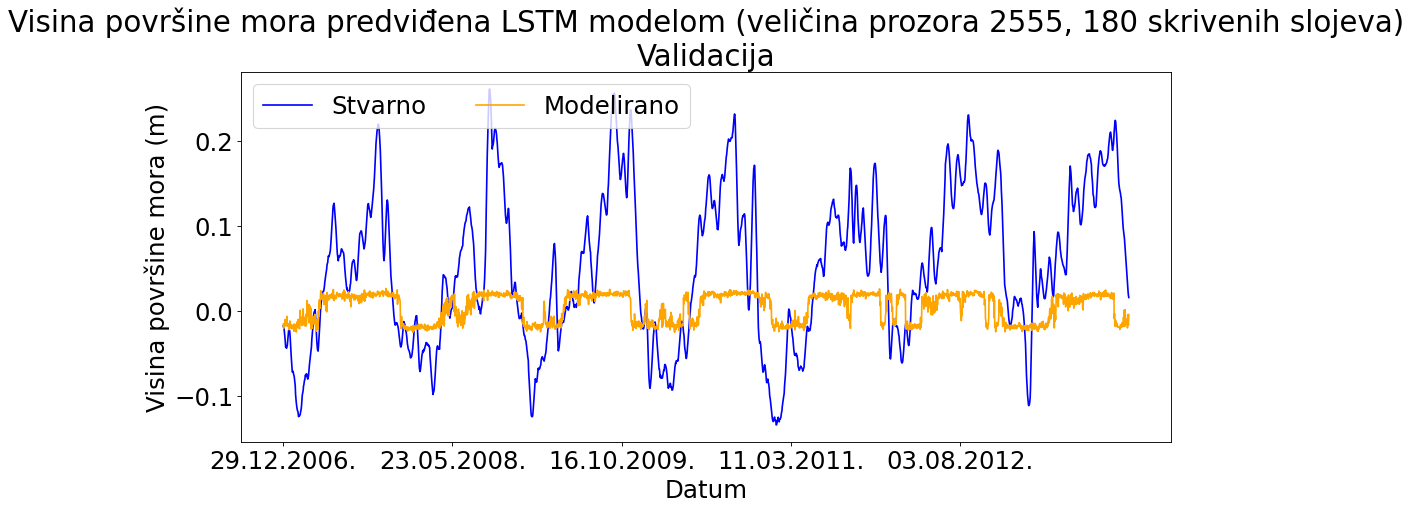 Visina površine mora predviđena LSTM modelom (veličina prozora 2555, 180 skrivenih slojeva)
Validacija
Stvarno Modelirano
Visina površine mora (m)
0.2
0.1
0.0
−0.1
29.12.2006. 23.05.2008. 16.10.2009. 11.03.2011. 03.08.2012.
Datum